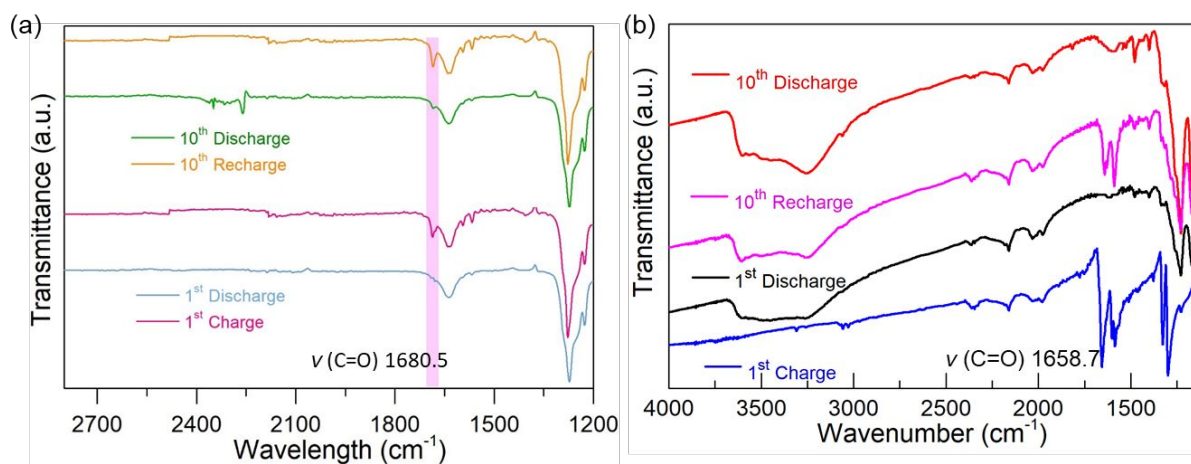 (a)
Transmittance (a.u.)
10th Discharge
10th Recharge
1st Discharge
1st Charge
ν (C=O) 1680.5
2700 2400 2100 1800 1500 1200
Wavelength (cm-1)
(b)
Transmittance (a.u.)
10th Discharge
10th Recharge
1st Discharge
1st Charge
ν (C=O) 1658.7
4000 3500 3000 2500 2000 1500
Wavenumber (cm-1)